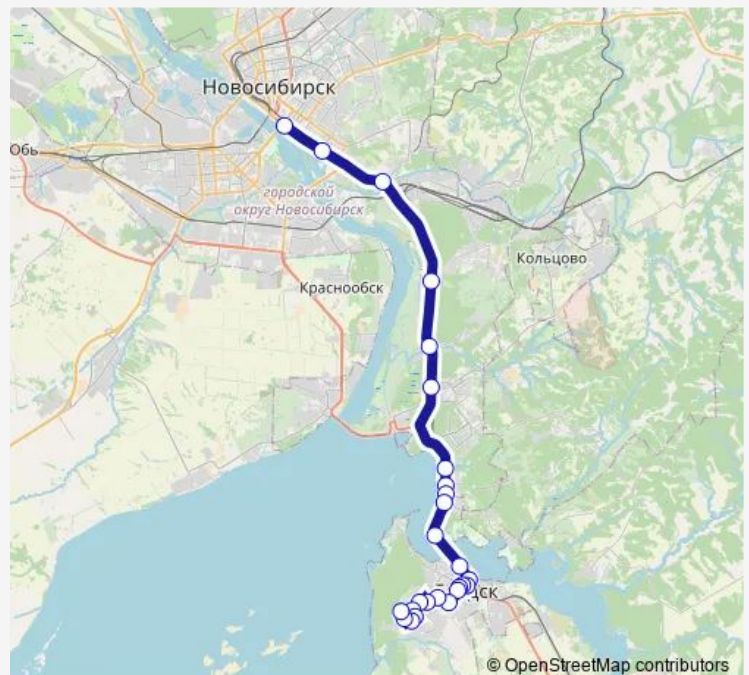 Новосибирск
Обь
городской
округ Новосибирск
Кольцово
Краснообск
© OpenStreetMap contributors